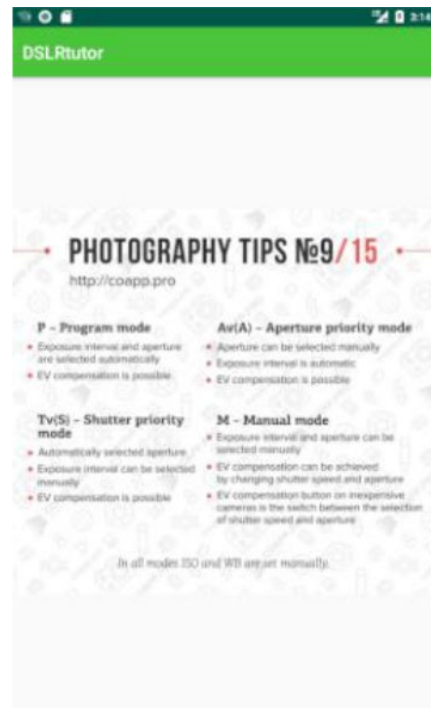 3:14
DSLRtutor
PHOTOGRAPHY TIPS №9/15
http://coapp.pro
P – Program mode
• Exposure interval and aperture
are selected automatically
• EV compensation is possible
Av(A) – Aperture priority mode
• Aperture can be selected manually
• Exposure interval is automatic
• EV compensation is possible
Tv(S) – Shutter priority
mode
• Automatically selected aperture
• Exposure interval can be selected
manually
• EV compensation is possible
M – Manual mode
• Exposure interval and aperture can be
selected manually
• EV compensation can be achieved
by changing shutter speed and aperture
• EV compensation button on inexpensive
cameras is the switch between the selection
of shutter speed and aperture
In all modes ISO and WB are set manually.